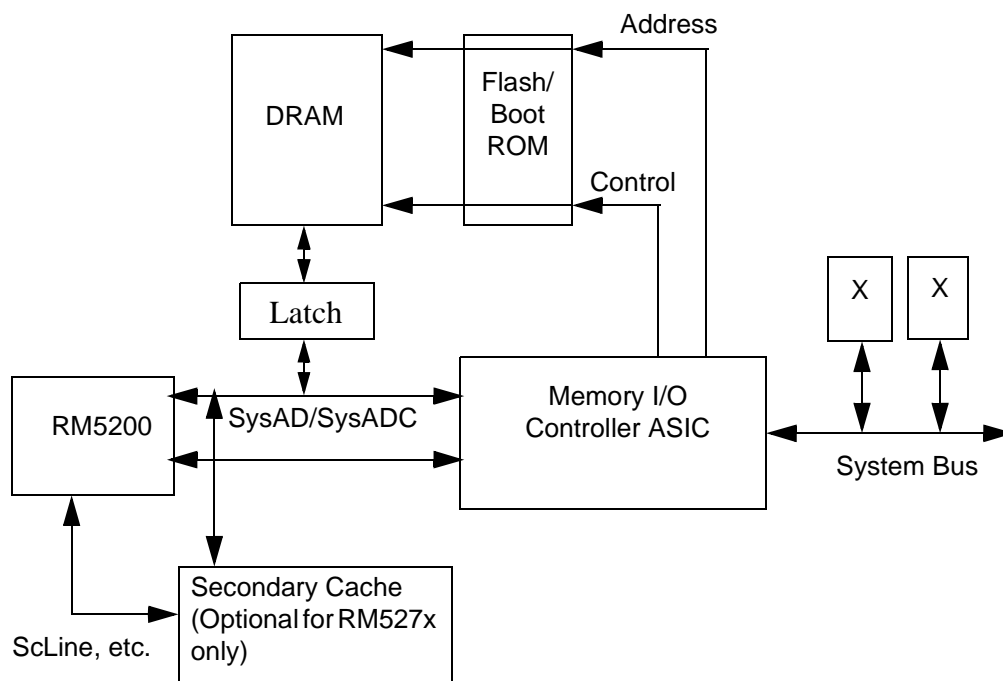 Address
DRAM
Flash/
Boot
ROM
Control
Latch
X
X
RM5200
SysAD/SysADC
Memory I/O
Controller ASIC
System Bus
Secondary Cache
(Optional for RM527x
only)
ScLine, etc.